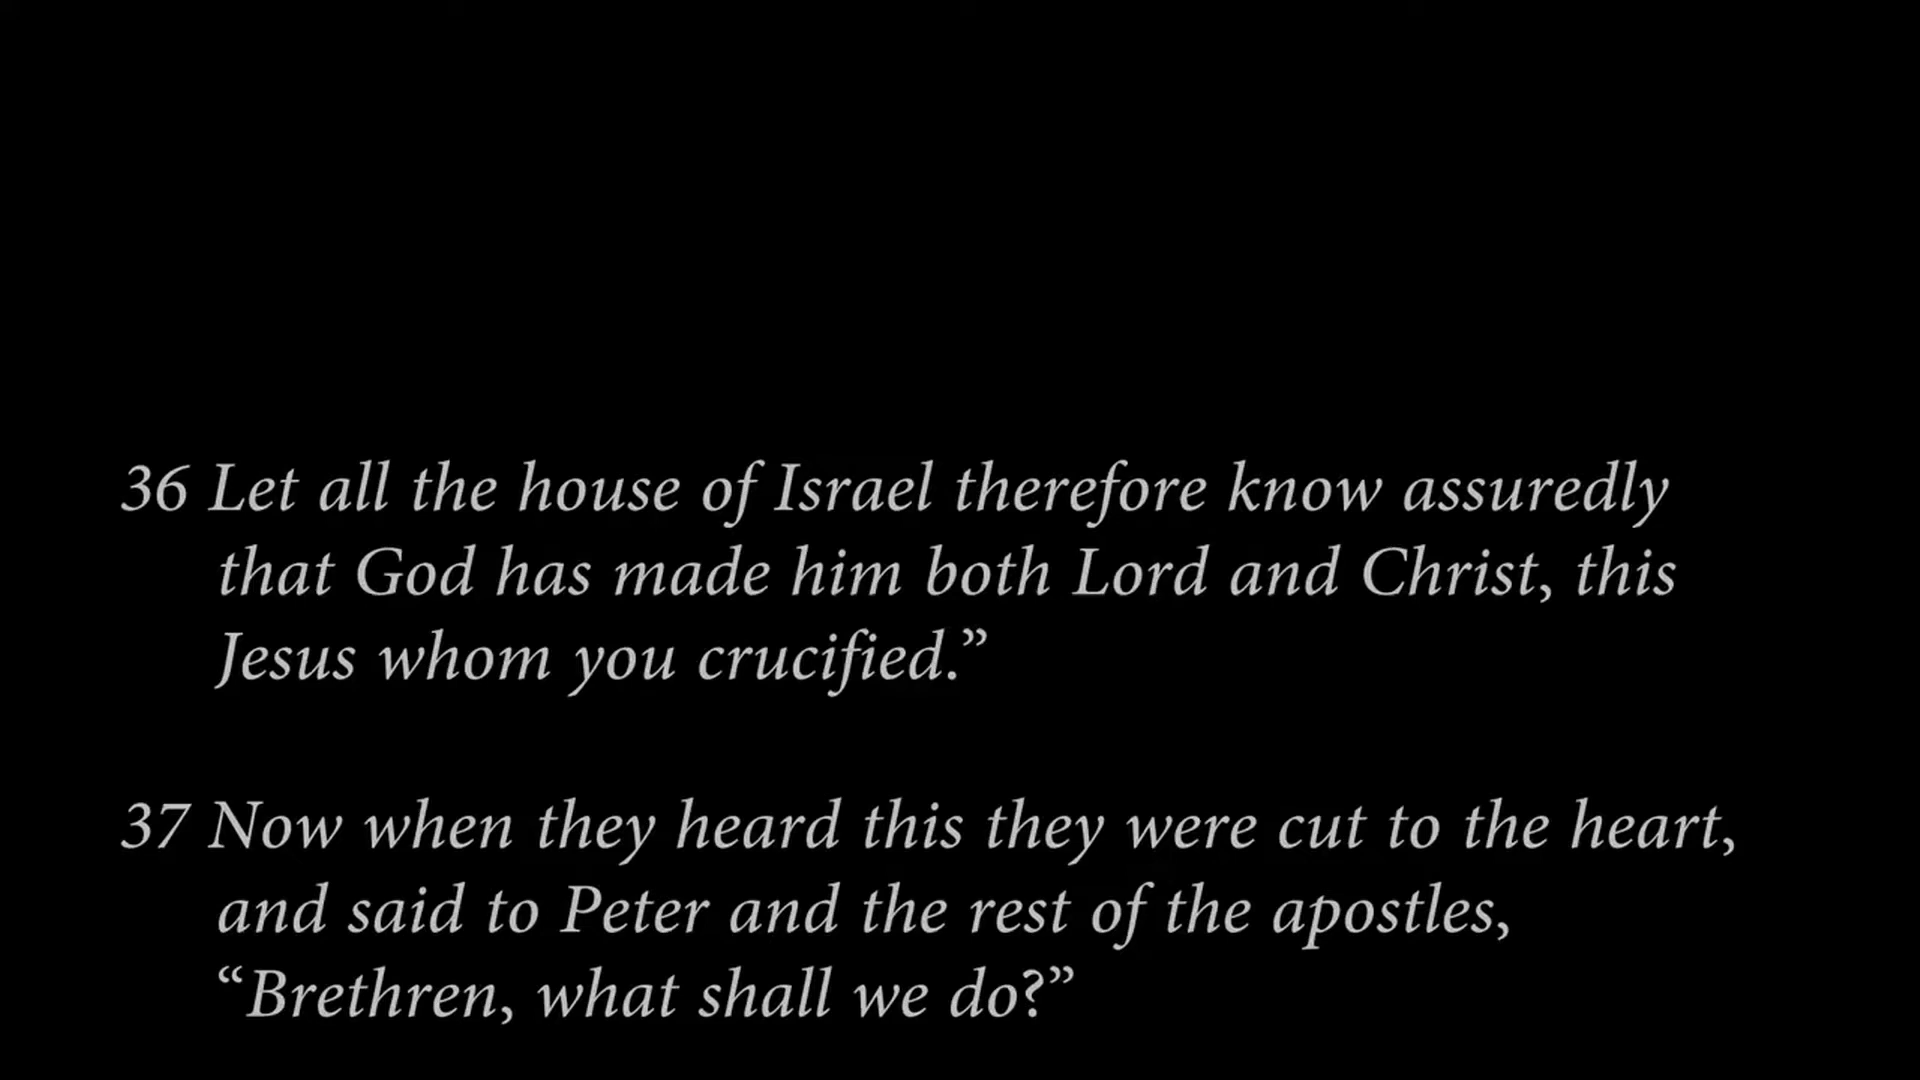 36 Let all the house of Israel therefore know assuredly
that God has made him both Lord and Christ, this
Jesus whom you crucified.”
37 Now when they heard this they were cut to the heart,
and said to Peter and the rest of the apostles,
“Brethren, what shall we do?”